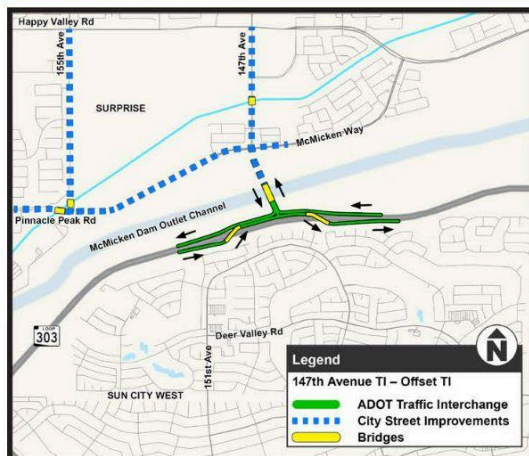 Happy Valley Rd
155th Ave
147th Ave
SURPRISE
McMicken Way
Pinnacle Peak Rd
McMicken Dam Outlet Channel
LOOP
303
Deer Valley Rd
151st Ave
SUN CITY WEST
N
Legend
147th Avenue TI – Offset TI
ADOT Traffic Interchange
City Street Improvements
Bridges